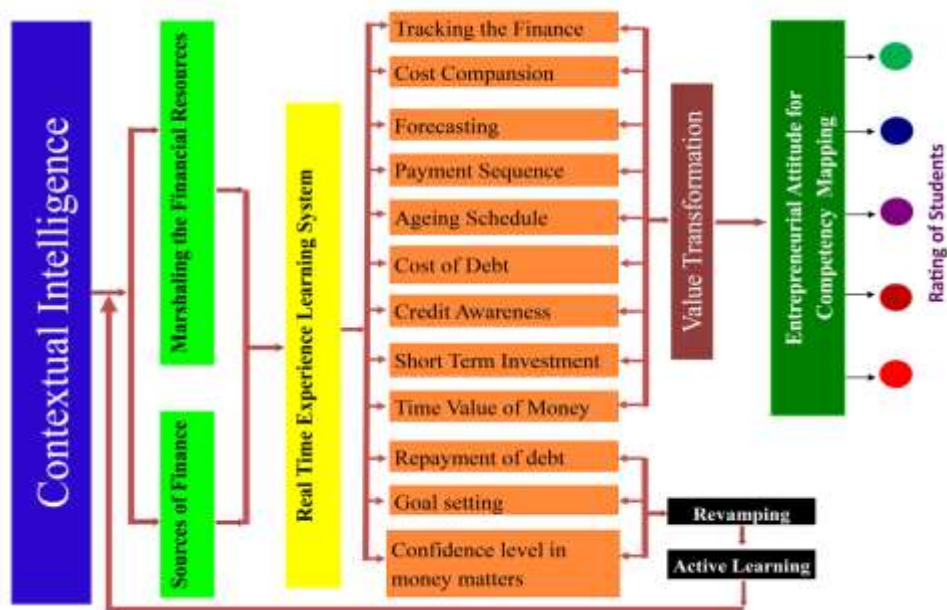 Contextual Intelligence
Marshaling the Financial Resources
Sources of Finance
Real Time Experience Learning System
Tracking the Finance
Cost Compansion
Forecasting
Payment Sequence
Ageing Schedule
Cost of Debt
Credit Awareness
Short Term Investment
Time Value of Money
Repayment of debt
Goal setting
Confidence level in
money matters
Value Transformation
Revamping
Active Learning
Entrepreneurial Attitude for
Competency Mapping
Rating of Students